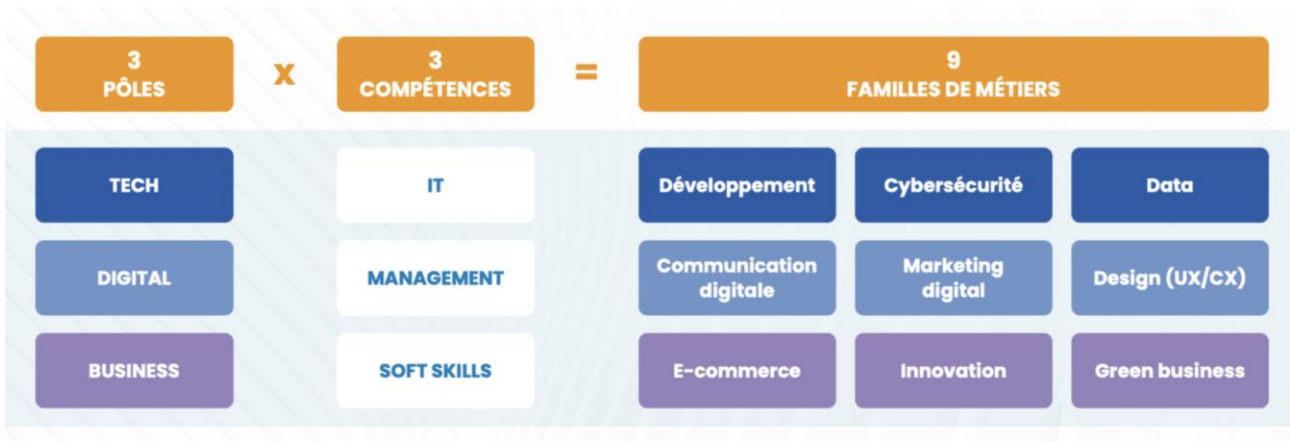 3
PÔLES
x
3
COMPÉTENCES
=
9
FAMILLES DE MÉTIERS
TECH
IT
Développement
Cybersécurité
Data
DIGITAL
MANAGEMENT
Communication
digitale
Marketing
digital
Design (UX/CX)
BUSINESS
SOFT SKILLS
E-commerce
Innovation
Green business